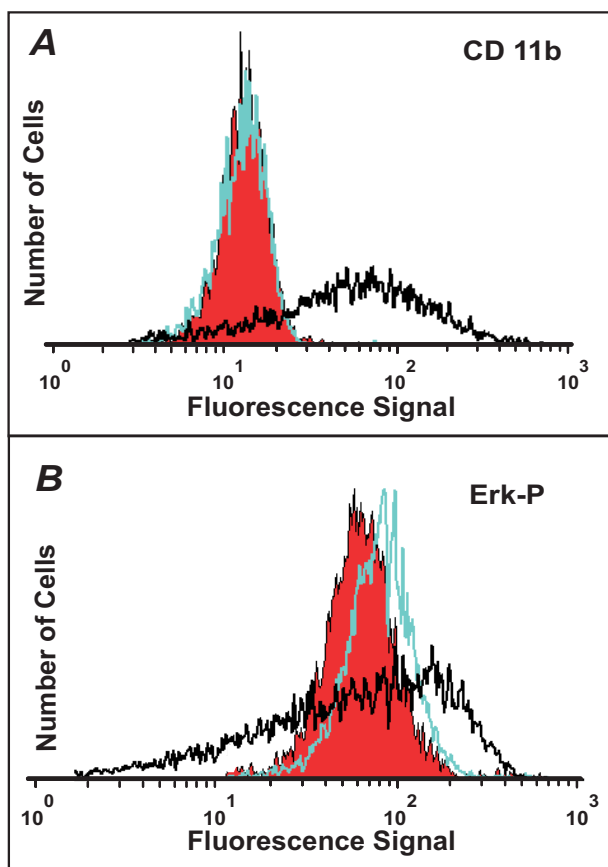 A
CD 11b
Number of Cells
10^0 10^1 10^2 10^3
Fluorescence Signal
B
Erk-P
Number of Cells
10^0 10^1 10^2 10^3
Fluorescence Signal